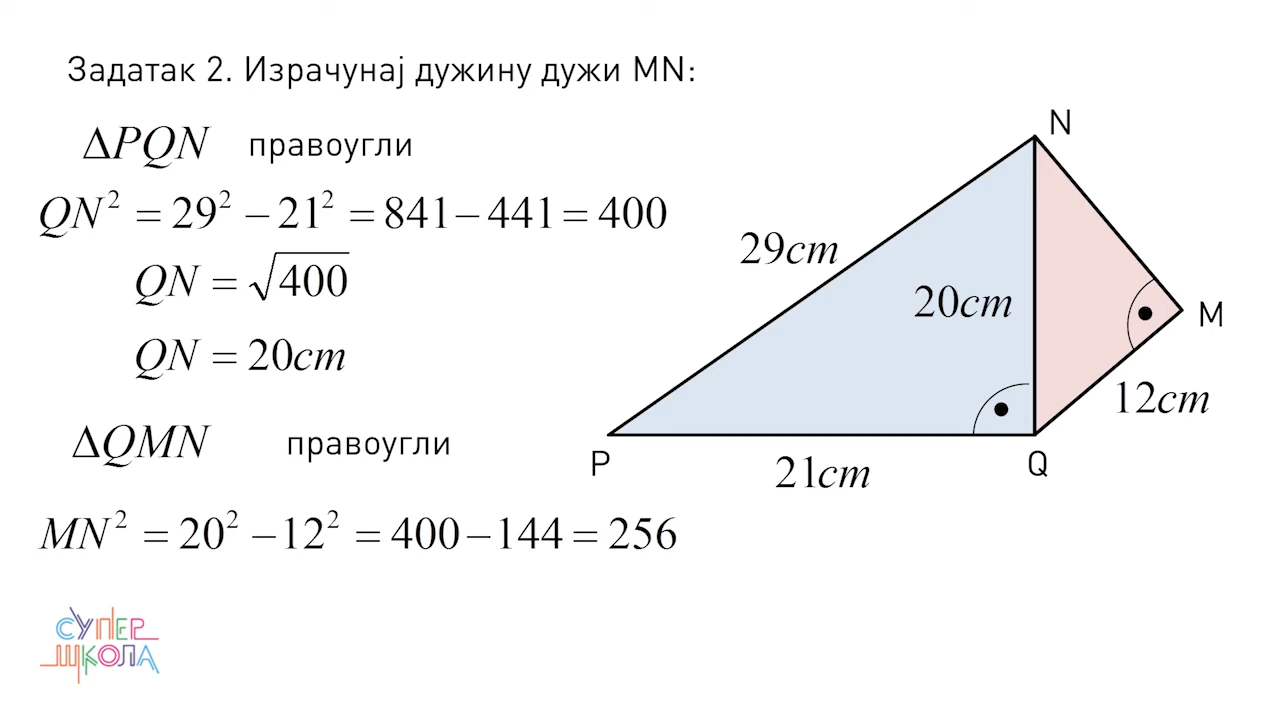 Задатак 2. Израчунај дужину дужи MN:
ΔPQN правоугли
QN² = 29² − 21² = 841 − 441 = 400
QN = √400
QN = 20cm
ΔQMN правоугли
MN² = 20² − 12² = 400 − 144 = 256
N
29cm
20cm
M
12cm
P
21cm
Q
СУПЕР
ШКОЛА